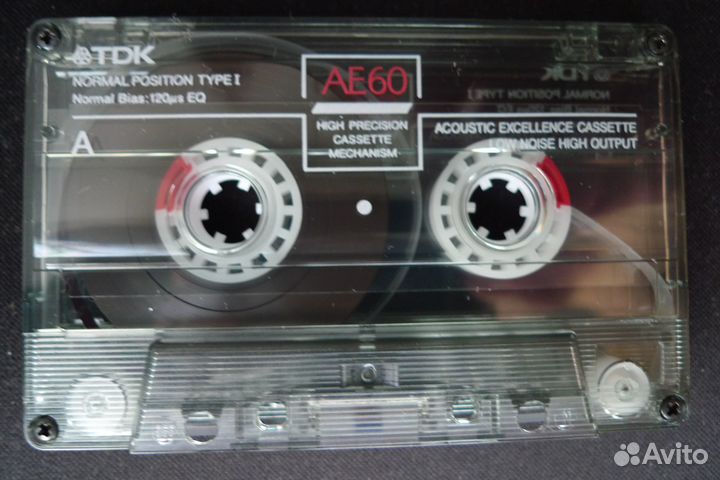 TDK
NORMAL POSITION TYPE I
Normal Bias:120μs EQ
A
AE60
HIGH PRECISION
CASSETTE
MECHANISM
ACOUSTIC EXCELLENCE CASSETTE
LOW NOISE HIGH OUTPUT
Avito